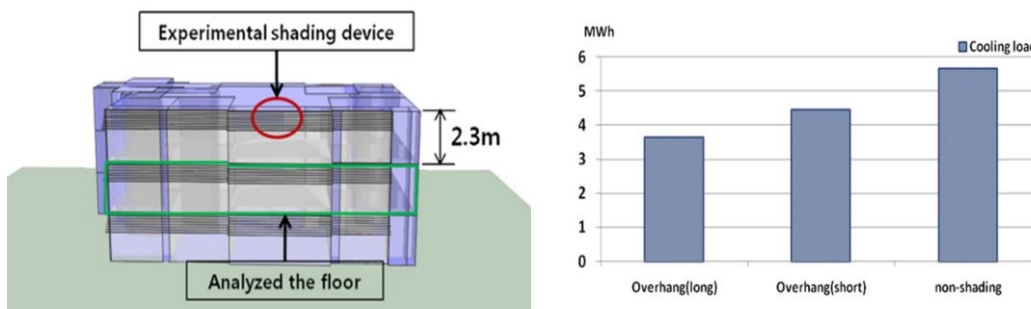 Experimental shading device
2.3m
Analyzed the floor
MWh
Cooling load
6
5
4
3
2
1
0
Overhang(long) Overhang(short) non-shading